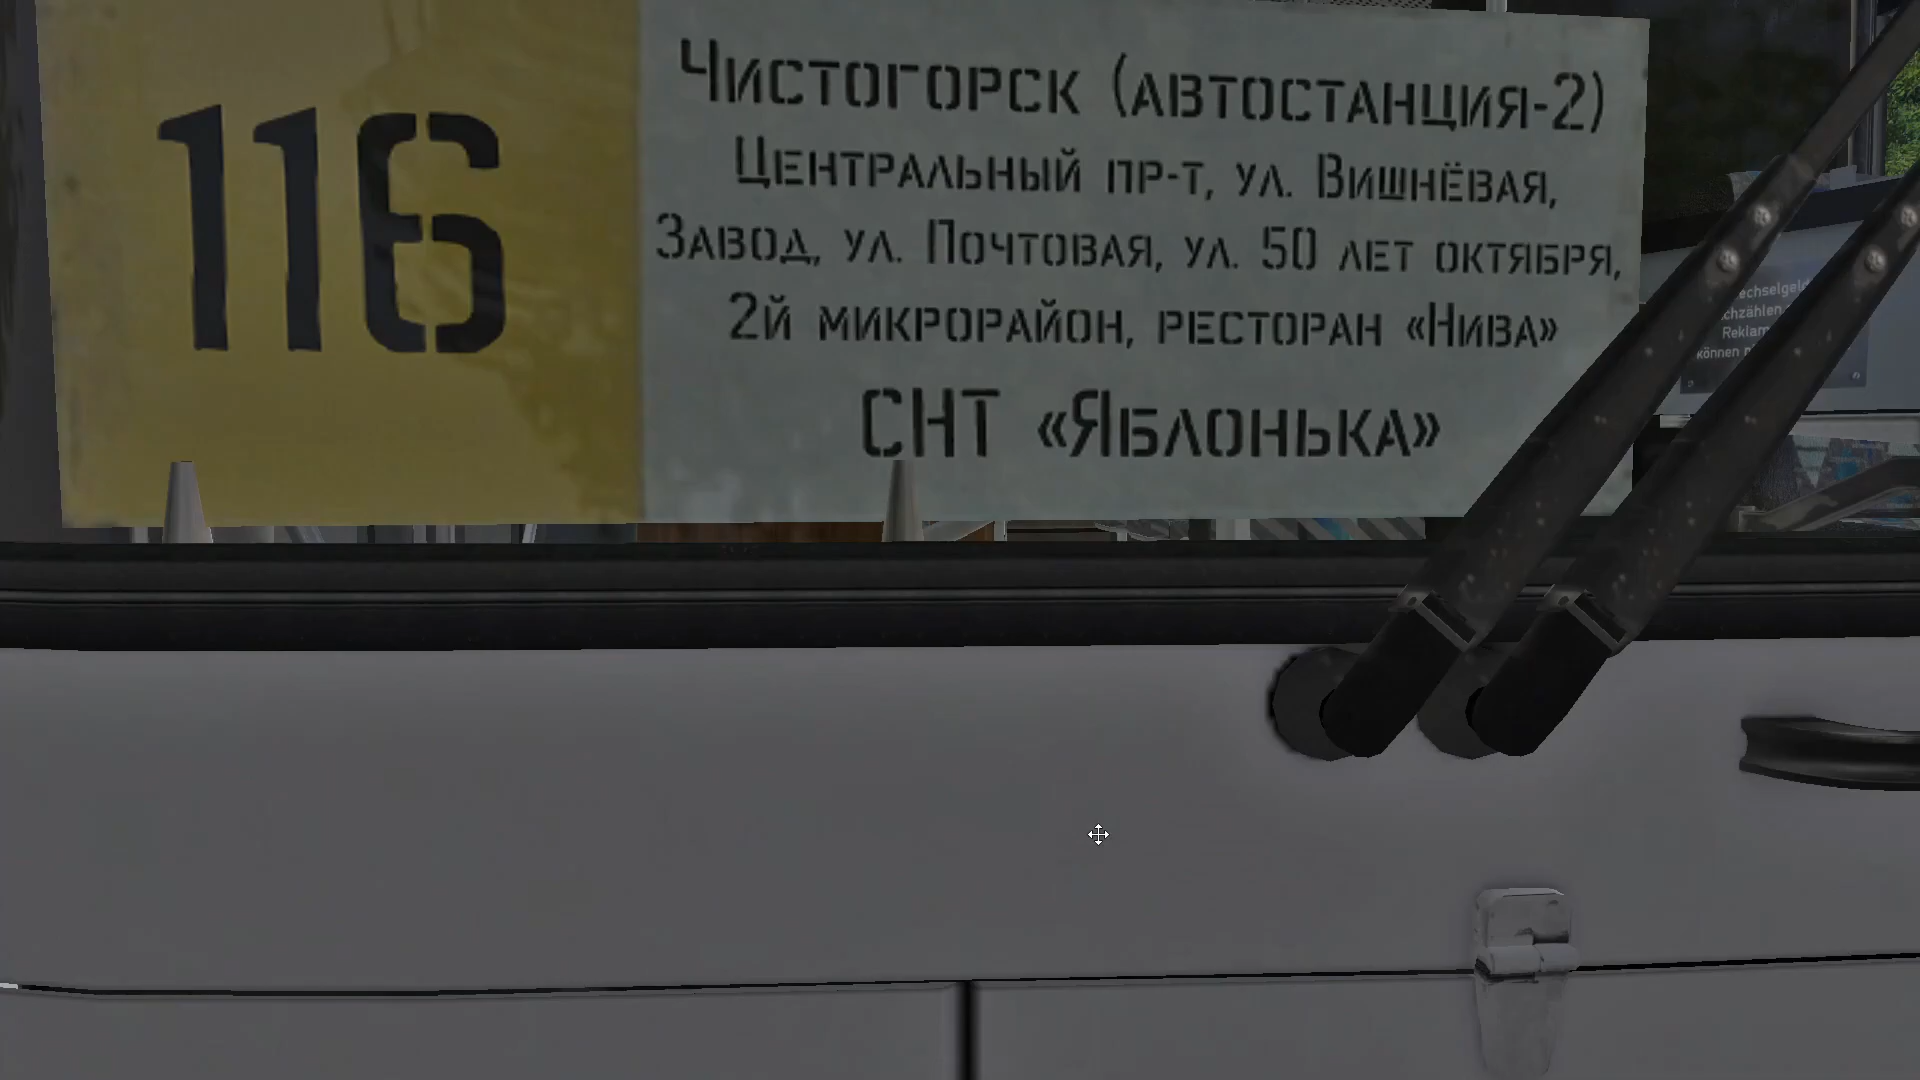 116
Чистогорск (автостанция-2)
Центральный пр-т, ул. Вишнёвая,
Завод, ул. Почтовая, ул. 50 лет октября,
2й микрорайон, ресторан «Нива»
СНТ «Яблонька»
können